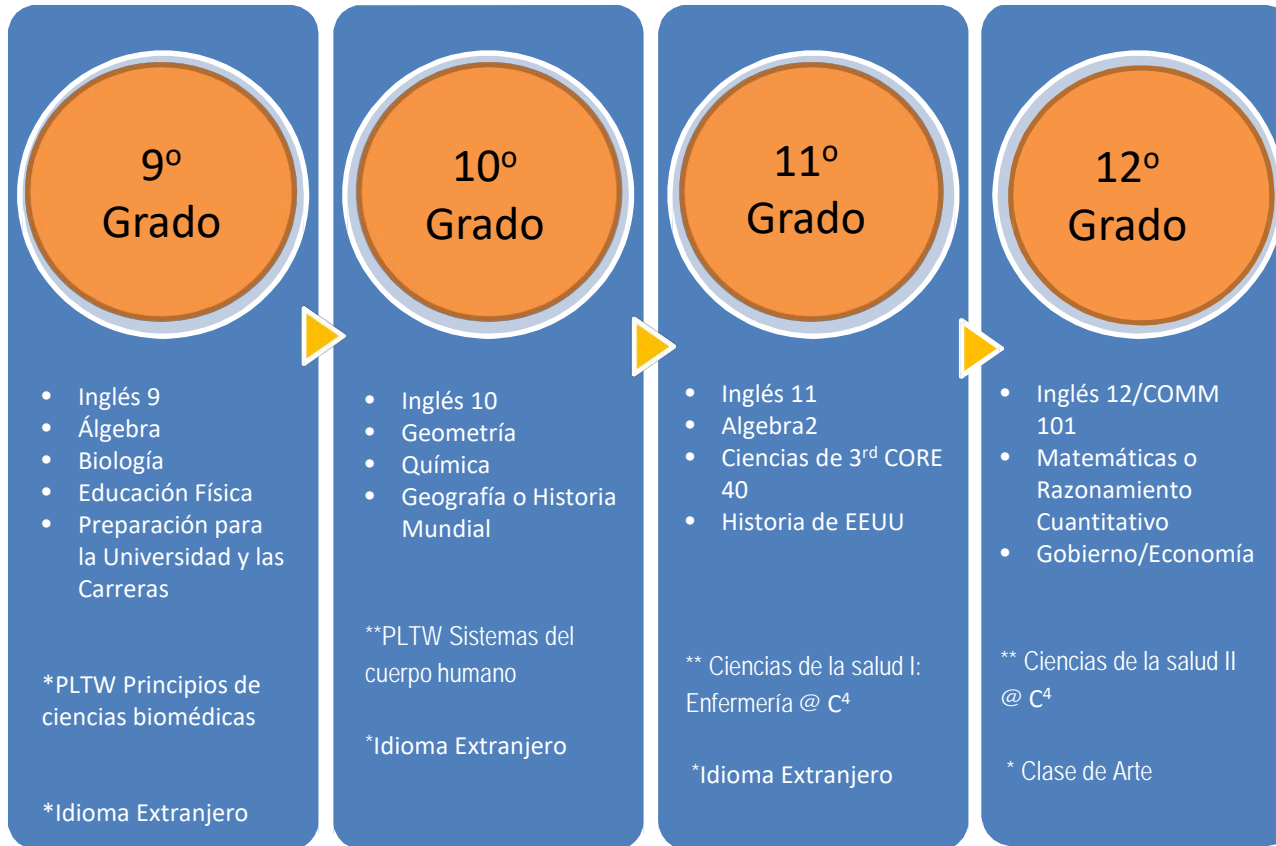 9º
Grado
• Inglés 9
• Álgebra
• Biología
• Educación Física
• Preparación para
la Universidad y las
Carreras
*PLTW Principios de
ciencias biomédicas
*Idioma Extranjero
10º
Grado
• Inglés 10
• Geometría
• Química
• Geografía o Historia
Mundial
**PLTW Sistemas del
cuerpo humano
*Idioma Extranjero
11º
Grado
• Inglés 11
• Algebra2
• Ciencias de 3rd CORE
40
• Historia de EEUU
** Ciencias de la salud I:
Enfermería @ C4
*Idioma Extranjero
12º
Grado
• Inglés 12/COMM
101
• Matemáticas o
Razonamiento
Cuantitativo
• Gobierno/Economía
** Ciencias de la salud II
@ C4
* Clase de Arte